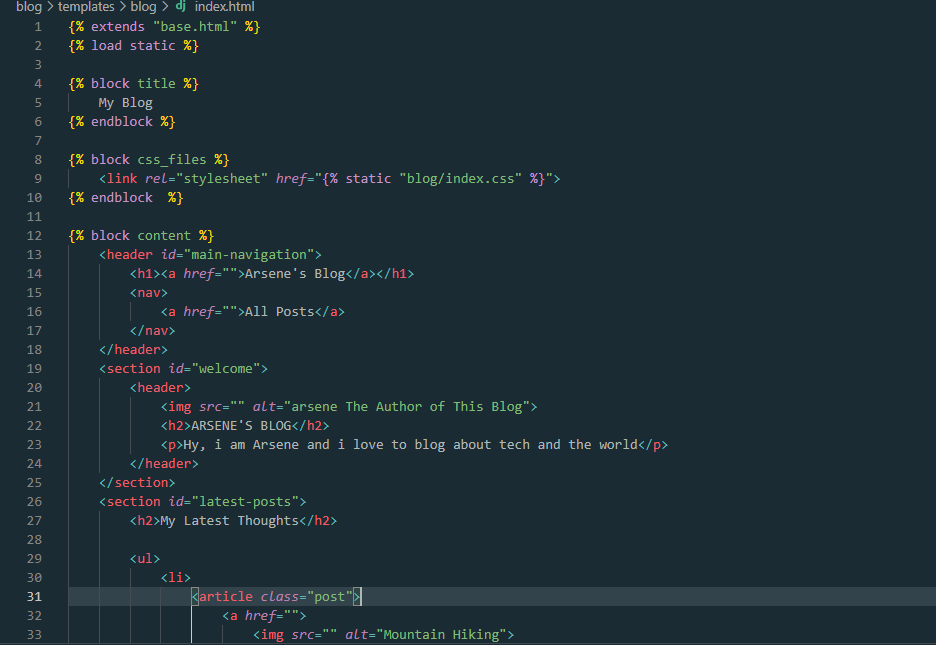 blog > templates > blog > dj index.html
1 {% extends "base.html" %}
2 {% load static %}
3
4 {% block title %}
5     My Blog
6 {% endblock %}
7
8 {% block css_files %}
9     <link rel="stylesheet" href="{% static "blog/index.css" %}">
10 {% endblock  %}
11
12 {% block content %}
13     <header id="main-navigation">
14         <h1><a href="">Arsene's Blog</a></h1>
15         <nav>
16             <a href="">All Posts</a>
17         </nav>
18     </header>
19     <section id="welcome">
20         <header>
21             <img src="" alt="arsene The Author of This Blog">
22             <h2>ARSENE'S BLOG</h2>
23             <p>Hy, i am Arsene and i love to blog about tech and the world</p>
24         </header>
25     </section>
26     <section id="latest-posts">
27         <h2>My Latest Thoughts</h2>
28
29         <ul>
30             <li>
31                 <article class="post">
32                     <a href="">
33                         <img src="" alt="Mountain Hiking">